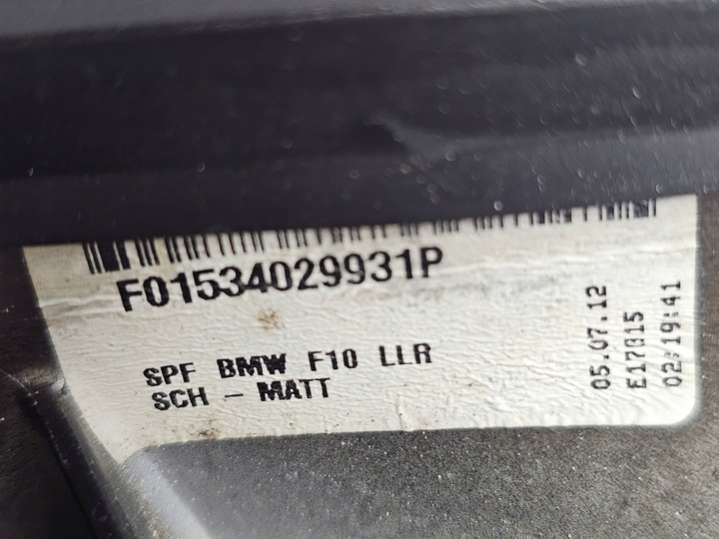 F01534029931P
SPF BMW F10 LLR
SCH - MATT
05.07.12
E17815
02:19:41